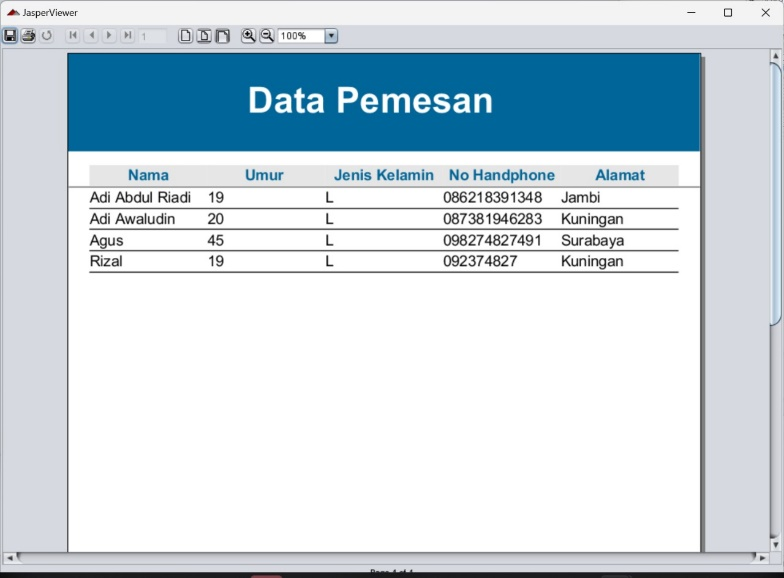 JasperViewer
1
100%
Data Pemesan
Nama Umur Jenis Kelamin No Handphone Alamat
Adi Abdul Riadi 19 L 086218391348 Jambi
Adi Awaludin 20 L 087381946283 Kuningan
Agus 45 L 098274827491 Surabaya
Rizal 19 L 092374827 Kuningan